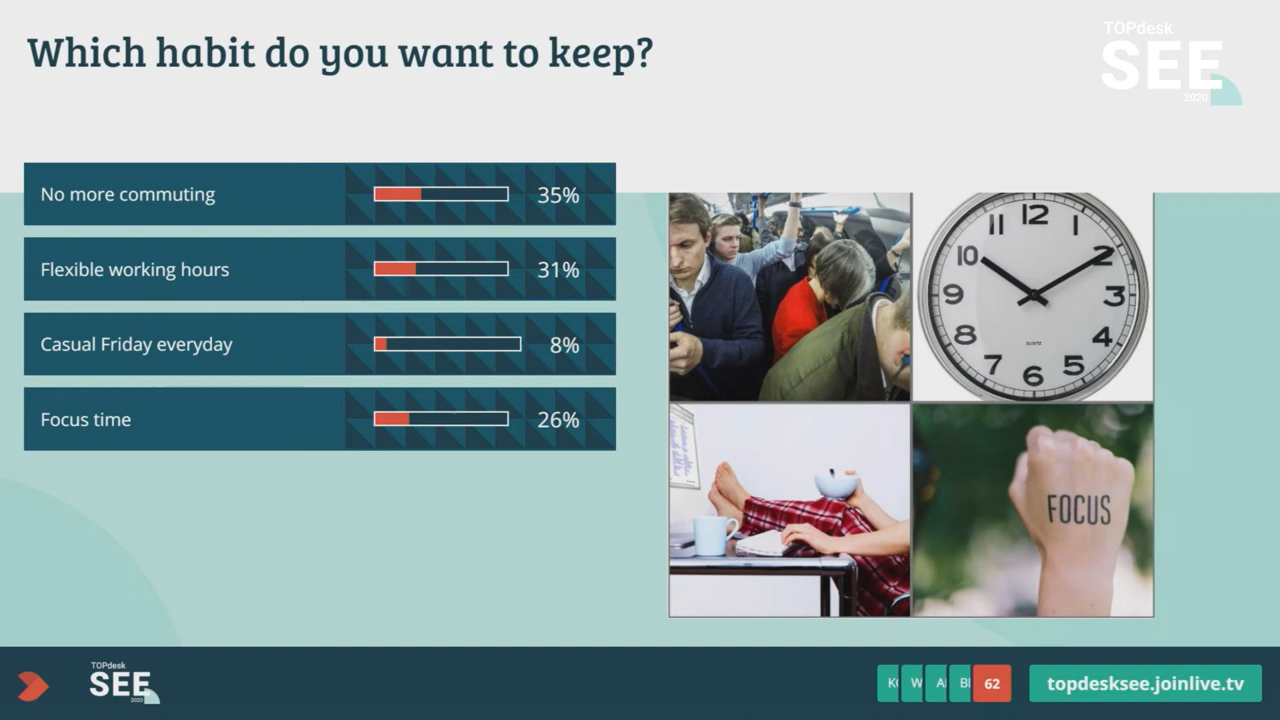 Which habit do you want to keep?
TOPdesk
SEE
2020
No more commuting 35%
Flexible working hours 31%
Casual Friday everyday 8%
Focus time 26%
12
11 1
10 2
9 3
8 4
7 5
6
QUARTZ
FOCUS
TOPdesk
SEE
2020
K W A B 62
topdesksee.joinlive.tv